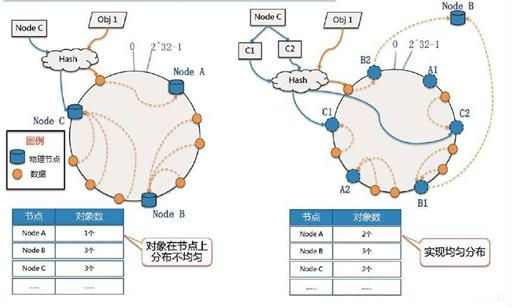 Node C
Obj 1
Hash
0
2^32-1
Node A
Node C
Node B
图例
物理节点
数据
节点 对象数
Node A 1个
Node B 3个
Node C 3个
...... ......
对象在节点上
分布不均匀
Node C
Obj 1
Node B
C1
C2
Hash
0
2^32-1
B2
A1
C1
C2
A2
B1
节点 对象数
Node A 2个
Node B 3个
Node C 2个
...... ......
实现均匀分布